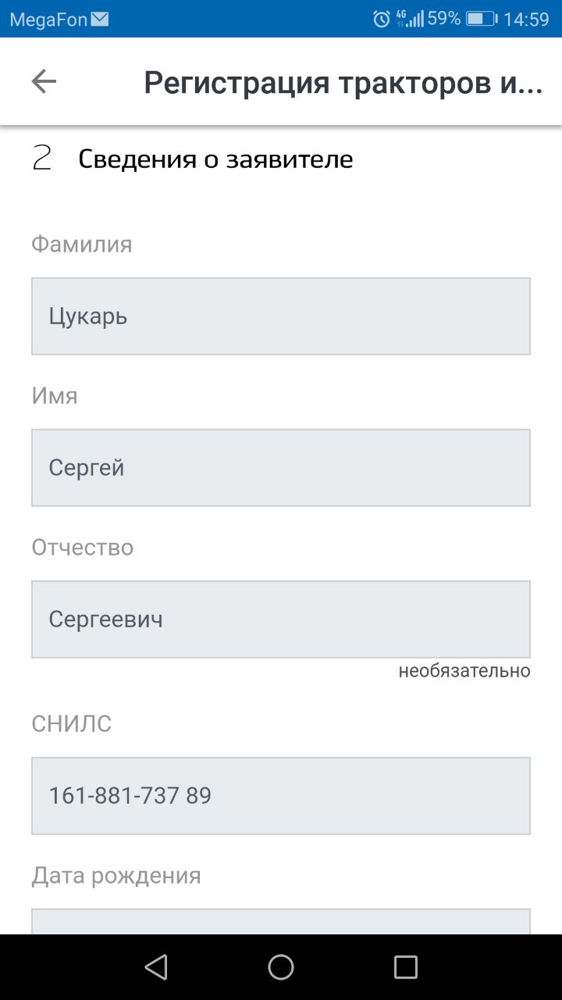 MegaFon 4G 59% 14:59
Регистрация тракторов и...
2 Сведения о заявителе
Фамилия
Цукарь
Имя
Сергей
Отчество
Сергеевич
необязательно
СНИЛС
161-881-737 89
Дата рождения